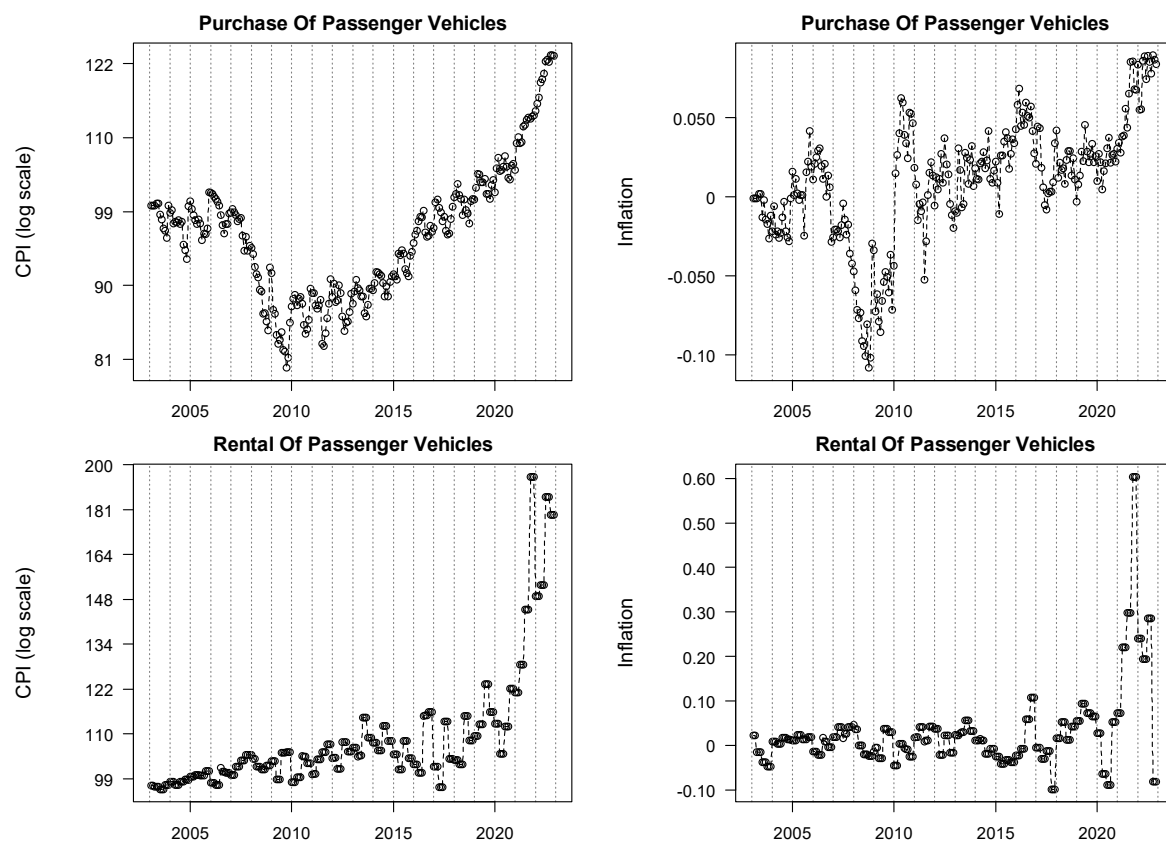 Purchase Of Passenger Vehicles
CPI (log scale)
122
110
99
90
81
2005 2010 2015 2020
Purchase Of Passenger Vehicles
Inflation
0.050
0
-0.050
-0.10
2005 2010 2015 2020
Rental Of Passenger Vehicles
CPI (log scale)
200
181
164
148
134
122
110
99
2005 2010 2015 2020
Rental Of Passenger Vehicles
Inflation
0.60
0.50
0.40
0.30
0.20
0.10
0
-0.10
2005 2010 2015 2020